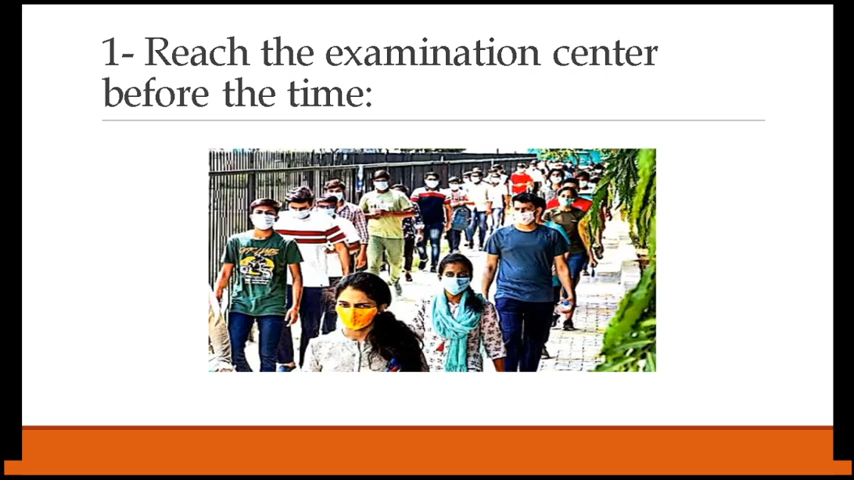 1- Reach the examination center
before the time: